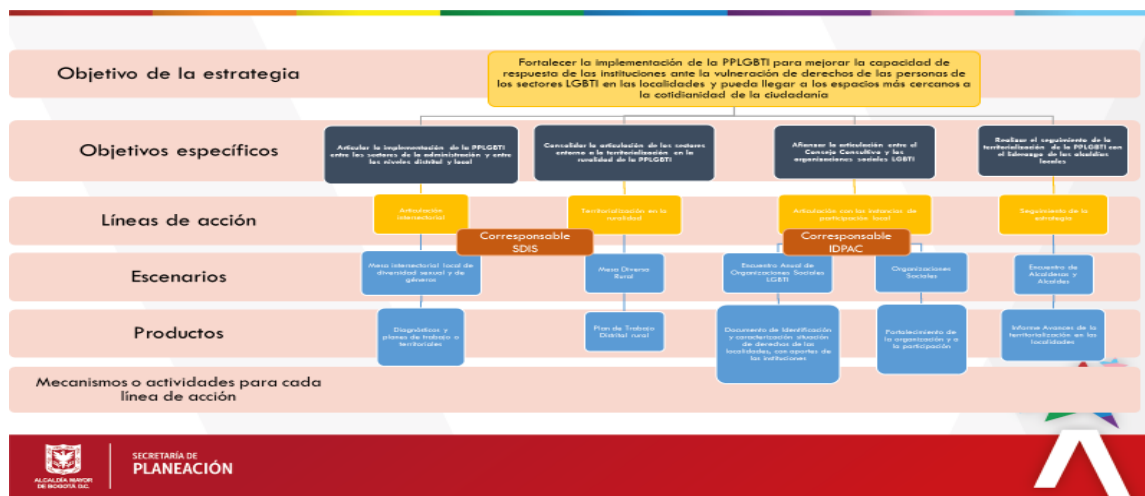 Objetivo de la estrategia
Fortalecer la implementación de la PPLGBTI para mejorar la capacidad de
respuesta de las instituciones ante la vulneración de derechos de las personas de
los sectores LGBTI en las localidades y pueda llegar a los espacios más cercanos a
la cotidianidad de la ciudadanía
Objetivos específicos
Articular la implementación de la PPLGBTI
entre los sectores de la administración y entre
los niveles distrital y local
Consolidar la articulación de los sectores
entorno a la territorialización en la
ruralidad de la PPLGBTI
Afianzar la articulación entre el
Consejo Consultivo y las
organizaciones sociales LGBTI
Realizar el seguimiento de la
territorialización de la PPLGBTI con
el liderazgo de las alcaldías
locales
Líneas de acción
Articulación
intersectorial
Territorialización en la
ruralidad
Articulación con las instancias de
participación local
Seguimiento de la
estrategia
Corresponsable
SDIS
Corresponsable
IDPAC
Escenarios
Mesa intersectorial local de
diversidad sexual y de
géneros
Mesa Diversa
Rural
Encuentro Anual de
Organizaciones Sociales
LGBTI
Organizaciones
Sociales
Encuentro de
Alcaldesas y
Alcaldes
Productos
Diagnósticos y
planes de trabajo o
territoriales
Plan de Trabajo
Distrital rural
Documento de Identificación
y caracterización situación
de derechos de las
localidades, con aportes de
las instituciones
Fortalecimiento de
la organización y a
la participación
Informe Avances de la
territorialización en las
localidades
Mecanismos o actividades para cada
línea de acción
ALCALDÍA MAYOR
DE BOGOTÁ D.C.
SECRETARÍA DE
PLANEACIÓN